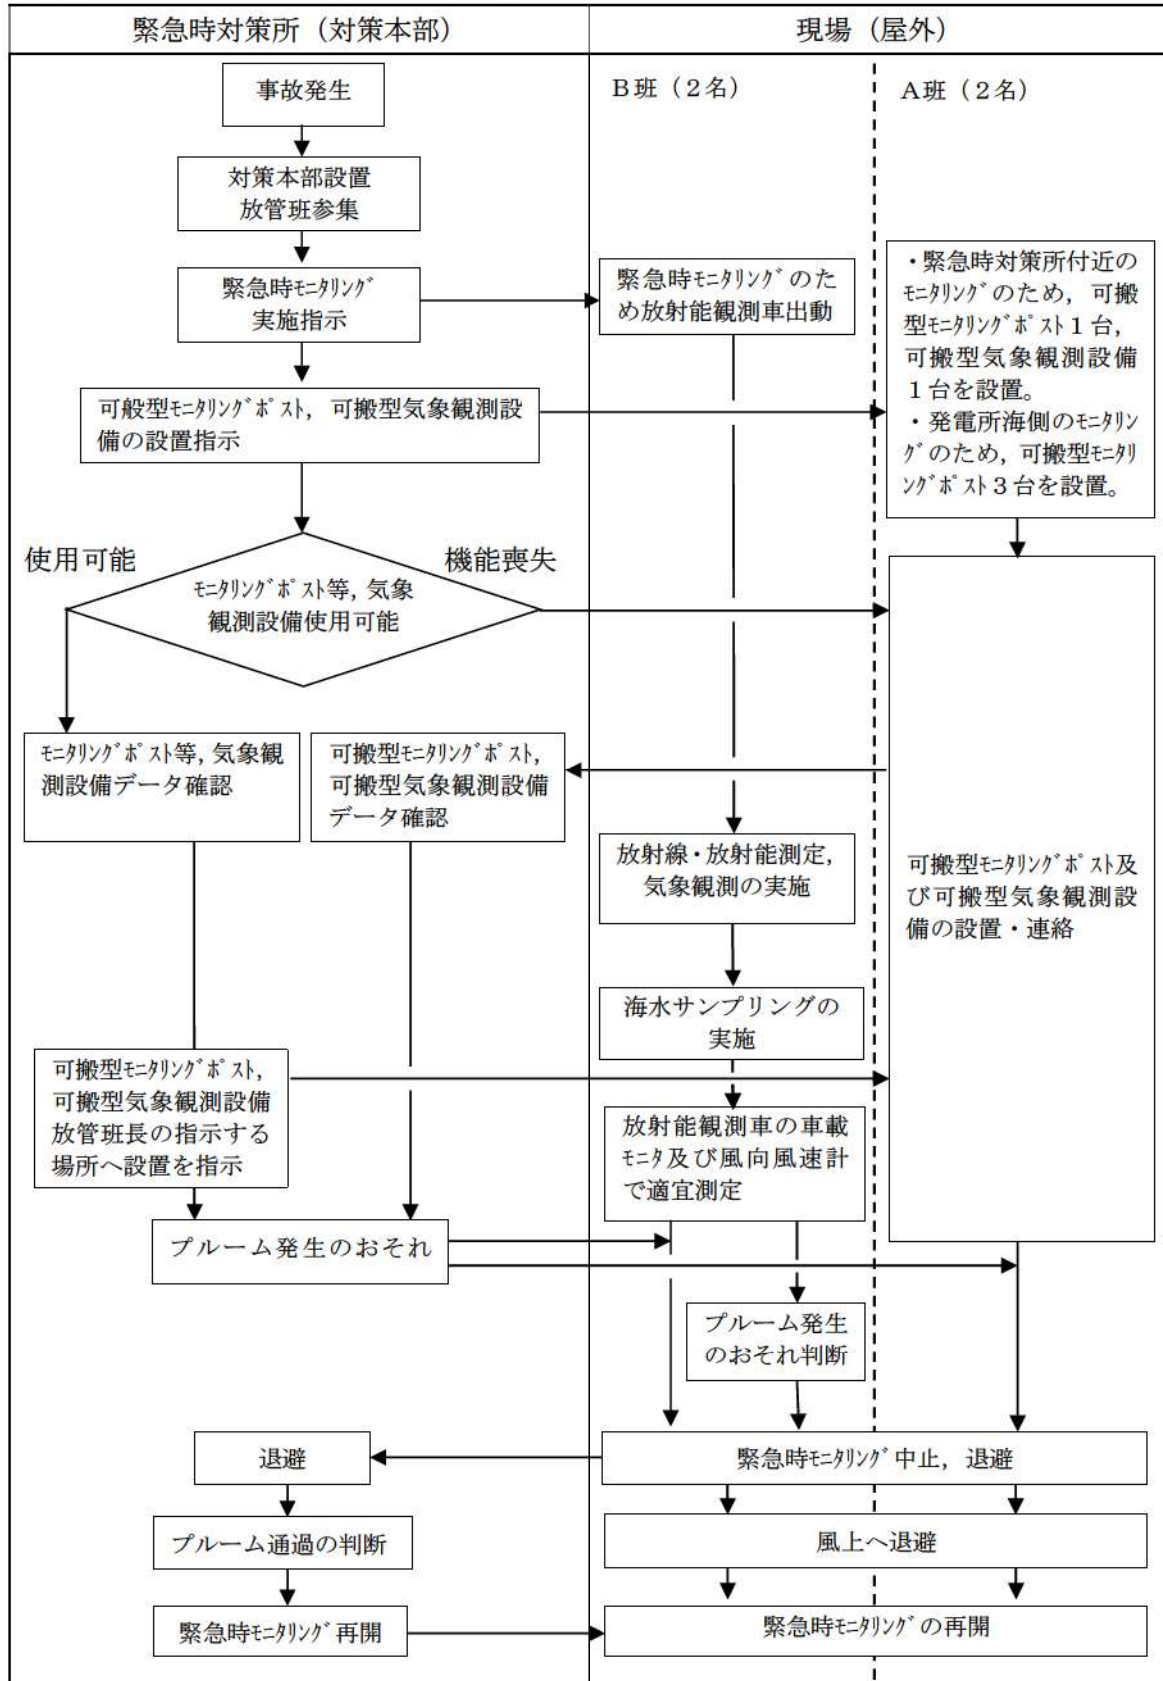 緊急時対策所（対策本部）
現場（屋外）
事故発生
B班（２名）
A班（２名）
対策本部設置
放管班参集
緊急時ﾓﾆﾀﾘﾝｸﾞ
実施指示
緊急時ﾓﾆﾀﾘﾝｸﾞのた
め放射能観測車出動
・緊急時対策所付近の
ﾓﾆﾀﾘﾝｸﾞのため，可搬
型ﾓﾆﾀﾘﾝｸﾞﾎﾟｽﾄ１台，
可搬型気象観測設備
１台を設置。
・発電所海側のﾓﾆﾀﾘﾝ
ｸﾞのため，可搬型ﾓﾆﾀﾘ
ﾝｸﾞﾎﾟｽﾄ３台を設置。
可般型ﾓﾆﾀﾘﾝｸﾞﾎﾟｽﾄ，可搬型気象観測設
備の設置指示
使用可能
機能喪失
ﾓﾆﾀﾘﾝｸﾞﾎﾟｽﾄ等，気象
観測設備使用可能
ﾓﾆﾀﾘﾝｸﾞﾎﾟｽﾄ等，気象観
測設備データ確認
可搬型ﾓﾆﾀﾘﾝｸﾞﾎﾟｽﾄ，
可搬型気象観測設備
データ確認
放射線・放射能測定，
気象観測の実施
可搬型ﾓﾆﾀﾘﾝｸﾞﾎﾟｽﾄ及
び可搬型気象観測設
備の設置・連絡
海水サンプリングの
実施
可搬型ﾓﾆﾀﾘﾝｸﾞﾎﾟｽﾄ，
可搬型気象観測設備
放管班長の指示する
場所へ設置を指示
放射能観測車の車載
ﾓﾆﾀ及び風向風速計
で適宜測定
プルーム発生のおそれ
プルーム発生
のおそれ判断
退避
緊急時ﾓﾆﾀﾘﾝｸﾞ中止，退避
プルーム通過の判断
風上へ退避
緊急時ﾓﾆﾀﾘﾝｸﾞ再開
緊急時ﾓﾆﾀﾘﾝｸﾞの再開